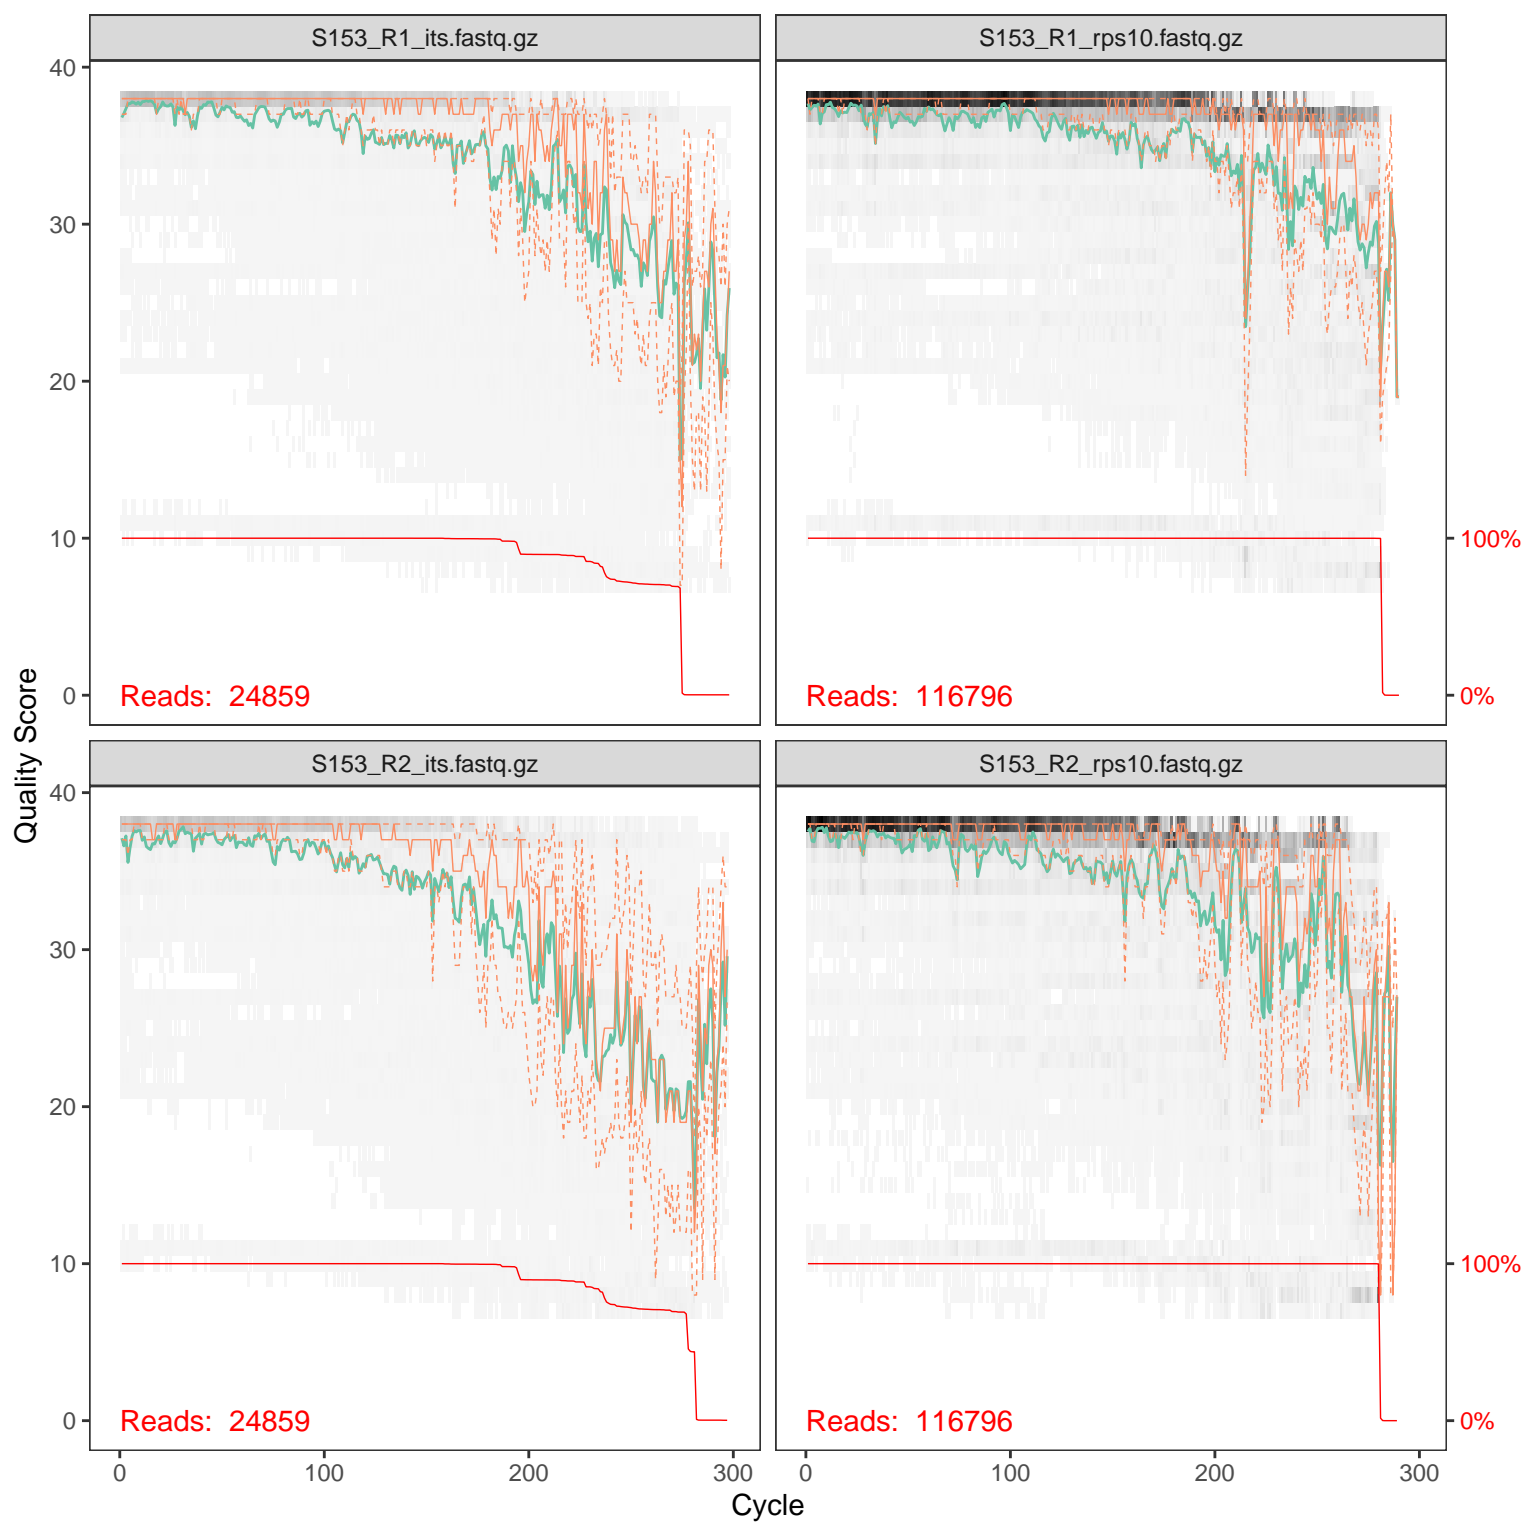 S153_R1_its.fastq.gz
S153_R1_rps10.fastq.gz
40
30
20
10
0
Reads: 24859
Reads: 116796
100%
0%
Quality Score
S153_R2_its.fastq.gz
S153_R2_rps10.fastq.gz
40
30
20
10
0
Reads: 24859
Reads: 116796
100%
0%
0 100 200 300
0 100 200 300
Cycle